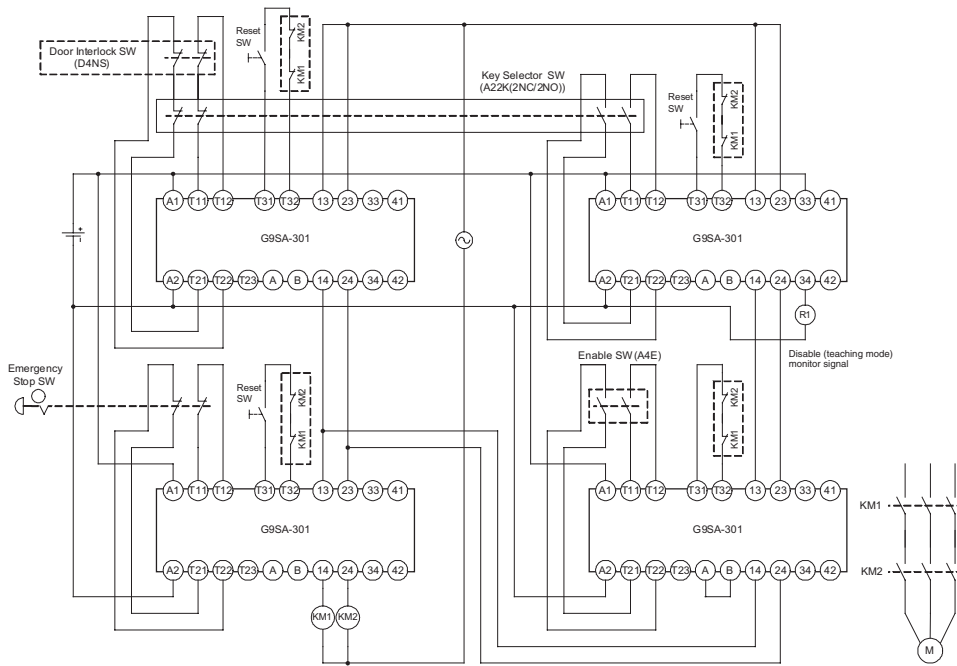 Door Interlock SW
(D4NS)
Reset
SW
KM2
KM1
Key Selector SW
(A22K(2NC/2NO))
Reset
SW
KM2
KM1
A1 T11 T12 T31 T32 13 23 33 41
G9SA-301
A2 T21 T22 T23 A B 14 24 34 42
A1 T11 T12 T31 T32 13 23 33 41
G9SA-301
A2 T21 T22 T23 A B 14 24 34 42
+
-
R1
Disable (teaching mode)
monitor signal
Emergency
Stop SW
Reset
SW
KM2
KM1
Enable SW (A4E)
KM2
KM1
A1 T11 T12 T31 T32 13 23 33 41
G9SA-301
A2 T21 T22 T23 A B 14 24 34 42
KM1 KM2
A1 T11 T12 T31 T32 13 23 33 41
G9SA-301
A2 T21 T22 T23 A B 14 24 34 42
KM1
KM2
M